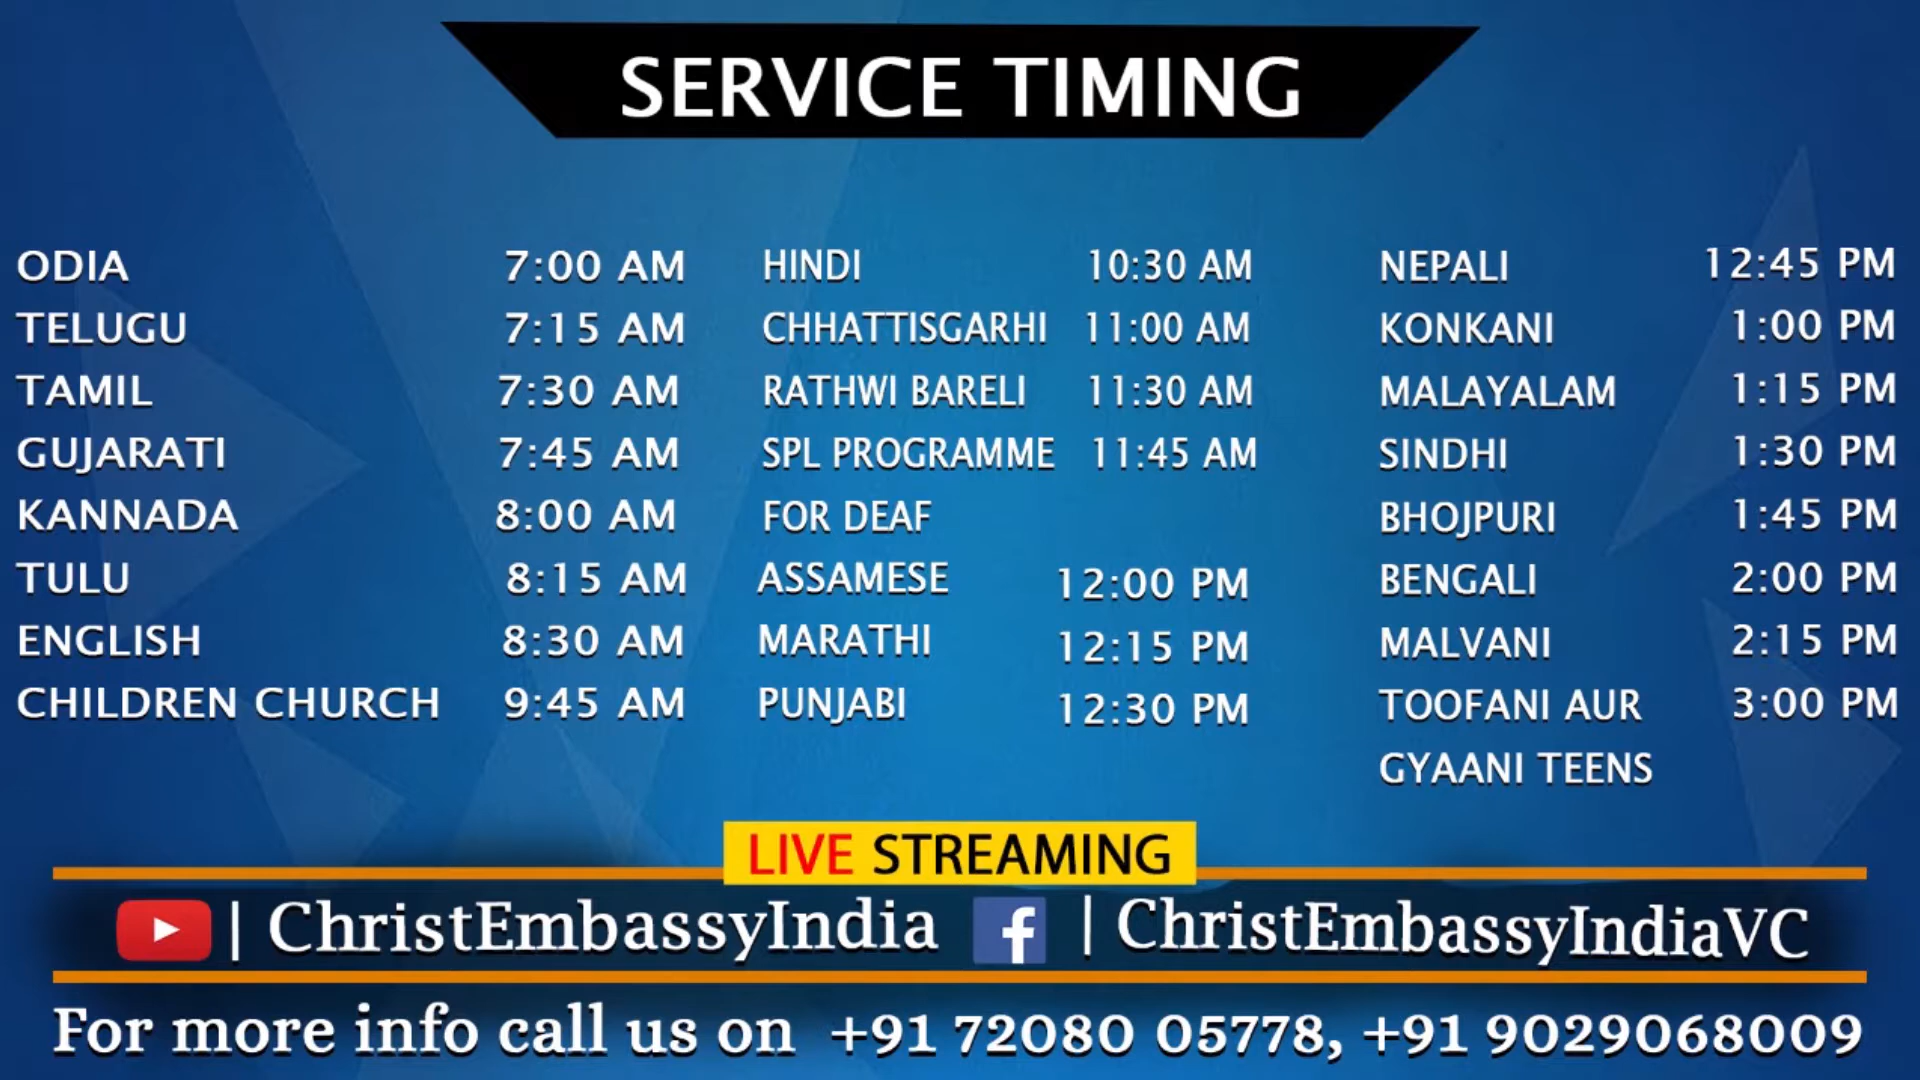 SERVICE TIMING
ODIA 7:00 AM
TELUGU 7:15 AM
TAMIL 7:30 AM
GUJARATI 7:45 AM
KANNADA 8:00 AM
TULU 8:15 AM
ENGLISH 8:30 AM
CHILDREN CHURCH 9:45 AM
HINDI 10:30 AM
CHHATTISGARHI 11:00 AM
RATHWI BARELI 11:30 AM
SPL PROGRAMME 11:45 AM
FOR DEAF
ASSAMESE 12:00 PM
MARATHI 12:15 PM
PUNJABI 12:30 PM
NEPALI 12:45 PM
KONKANI 1:00 PM
MALAYALAM 1:15 PM
SINDHI 1:30 PM
BHOJPURI 1:45 PM
BENGALI 2:00 PM
MALVANI 2:15 PM
TOOFANI AUR 3:00 PM
GYAANI TEENS
LIVE STREAMING
| ChristEmbassyIndia f | ChristEmbassyIndiaVC
For more info call us on +91 72080 05778, +91 9029068009